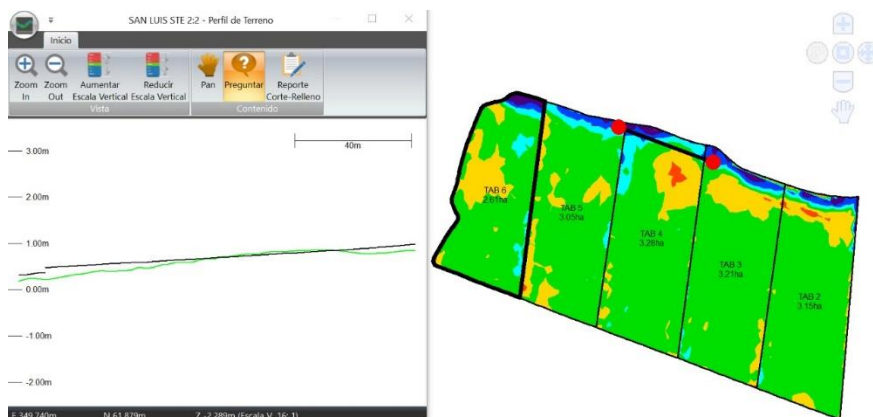 SAN LUIS STE 2:2 - Perfil de Terreno
Inicio
Zoom In
Zoom Out
Aumentar Escala Vertical
Reducir Escala Vertical
Pan
Preguntar
Reporte Corte-Relleno
Vista
Contenido
40m
3.00m
2.00m
1.00m
0.00m
-1.00m
-2.00m
E 349.740m N 61.879m Z -2.289m (Escala V. 16: 1)
TAB 6
2.61ha
TAB 5
3.05ha
TAB 4
3.28ha
TAB 3
3.21ha
TAB 2
3.15ha